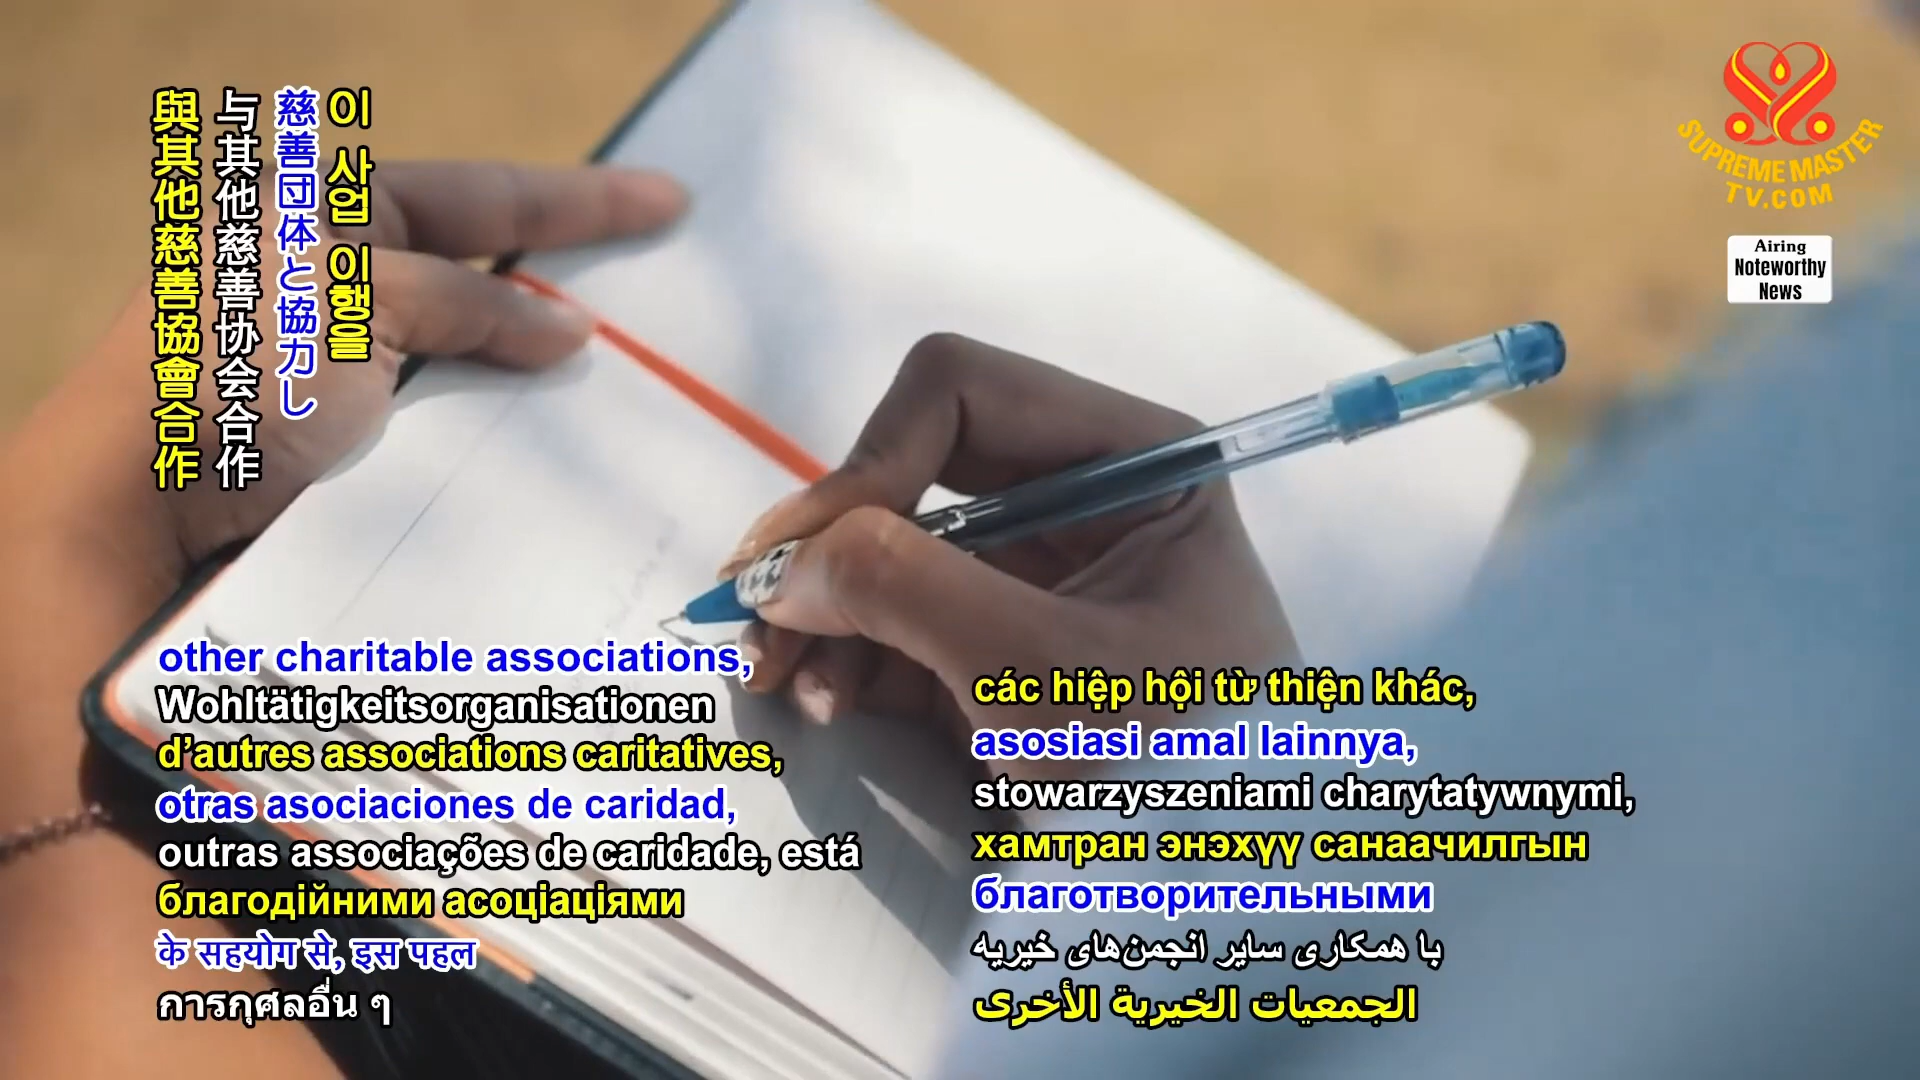 與其他慈善協會合作
与其他慈善协会合作
慈善団体と協力し
이 사업 이행을
SUPREME MASTER
TV.COM
Airing
Noteworthy
News
other charitable associations,
Wohltätigkeitsorganisationen
d’autres associations caritatives,
otras asociaciones de caridad,
outras associações de caridade, está
благодійними асоціаціями
के सहयोग से, इस पहल
การกุศลอื่น ๆ
các hiệp hội từ thiện khác,
asosiasi amal lainnya,
stowarzyszeniami charytatywnymi,
хамтран энэхүү санаачилгын
благотворительными
با همکاری سایر انجمن‌های خیریه
الجمعيات الخيرية الأخرى